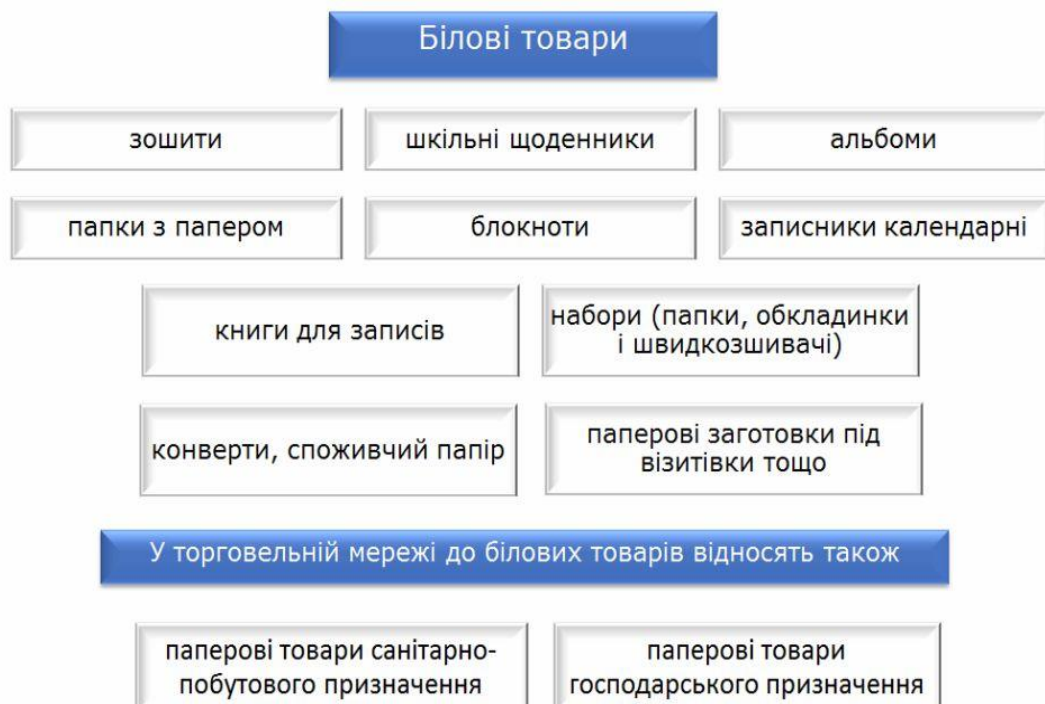 Білові товари
зошити
шкільні щоденники
альбоми
папки з папером
блокноти
записники календарні
книги для записів
набори (папки, обкладинки
і швидкозшивачі)
конверти, споживчий папір
паперові заготовки під
візитівки тощо
У торговельній мережі до білових товарів відносять також
паперові товари санітарно-
побутового призначення
паперові товари
господарського призначення